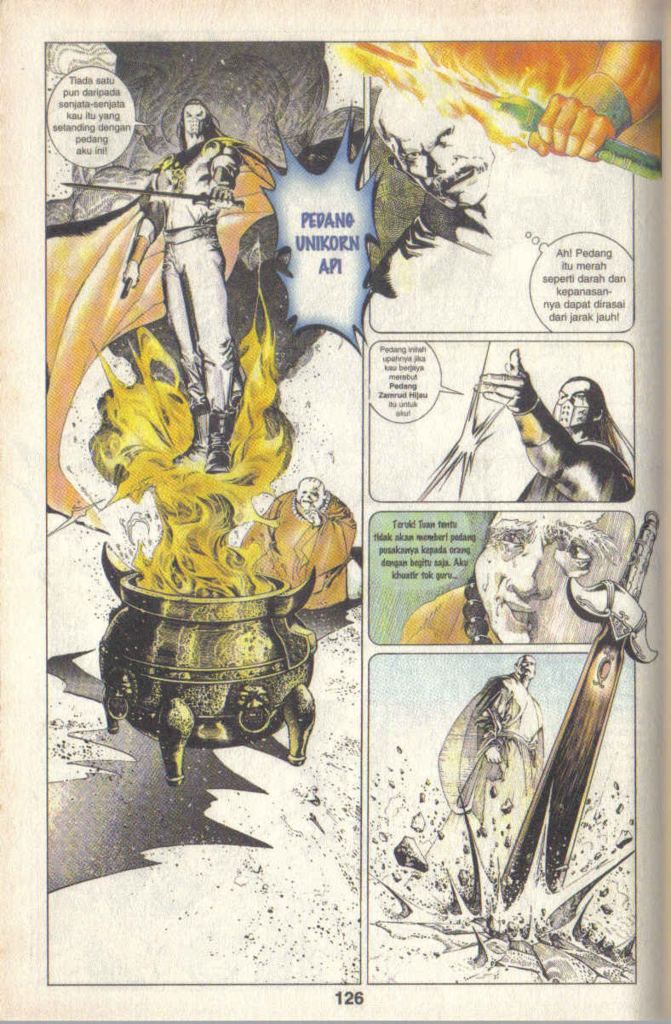 Tiada satu
pun daripada
senjata-senjata
kau itu yang
setanding dengan
pedang
aku ini!
PEDANG
UNIKORN
API
Ah! Pedang
itu merah
seperti darah dan
kepanasan-
nya dapat dirasai
dari jarak jauh!
Pedang inilah
upahnya jika
kau berjaya
merebut
Pedang
Zamrud Hijau
itu untuk
aku!
Teruk! Tuan tentu
tidak akan memberi pedang
pusakanya kepada orang
dengan begitu saja. Aku
khuatir tok guru...
126